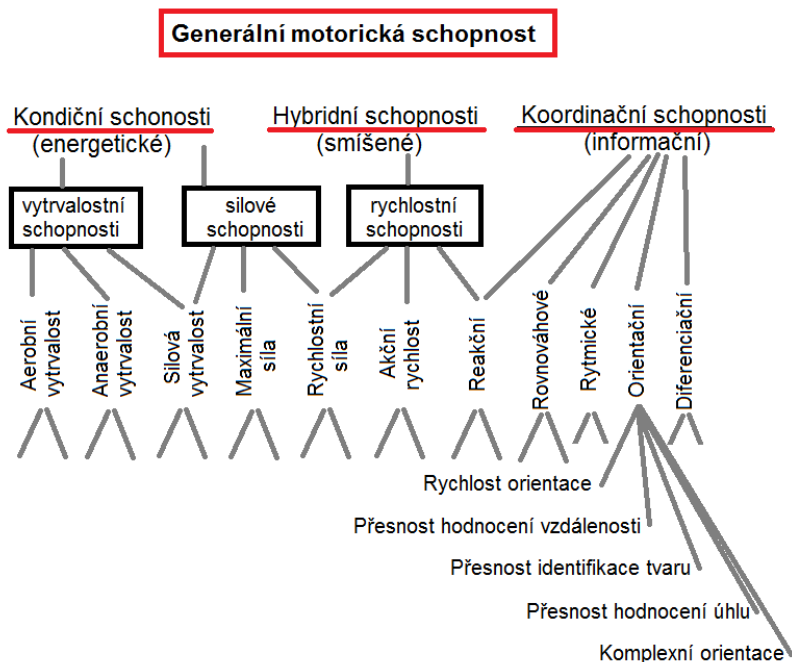 Generální motorická schopnost
Kondiční schonosti
(energetické)
Hybridní schopnosti
(smíšené)
Koordinační schopnosti
(informační)
vytrvalostní
schopnosti
silové
schopnosti
rychlostní
schopnosti
Aerobní
vytrvalost
Anaerobní
vytrvalost
Silová
vytrvalost
Maximální
síla
Rychlostní
síla
Akční
rychlost
Reakční
Rovnováhové
Rytmické
Orientační
Diferenciační
Rychlost orientace
Přesnost hodnocení vzdálenosti
Přesnost identifikace tvaru
Přesnost hodnocení úhlu
Komplexní orientace